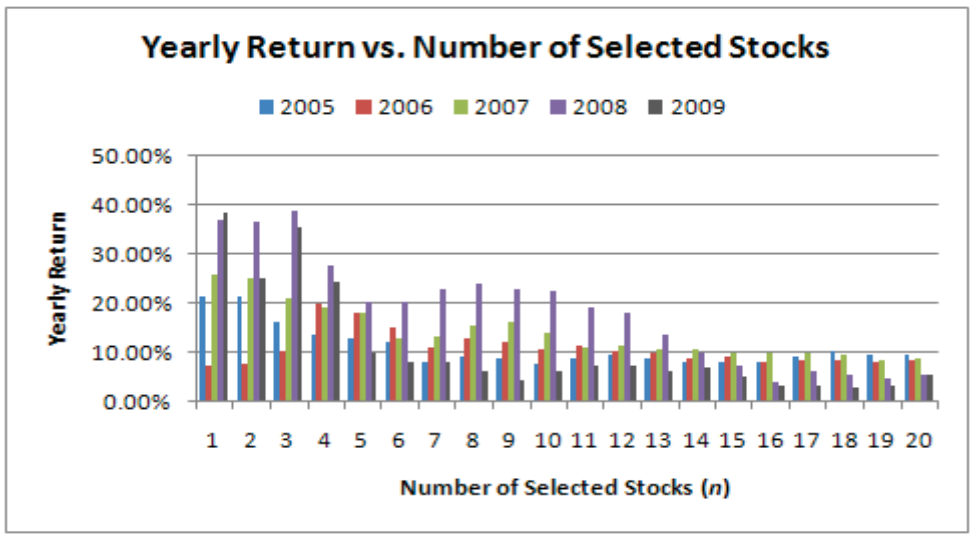 Yearly Return vs. Number of Selected Stocks
2005 2006 2007 2008 2009
50.00%
40.00%
30.00%
20.00%
10.00%
0.00%
Yearly Return
1 2 3 4 5 6 7 8 9 10 11 12 13 14 15 16 17 18 19 20
Number of Selected Stocks (n)